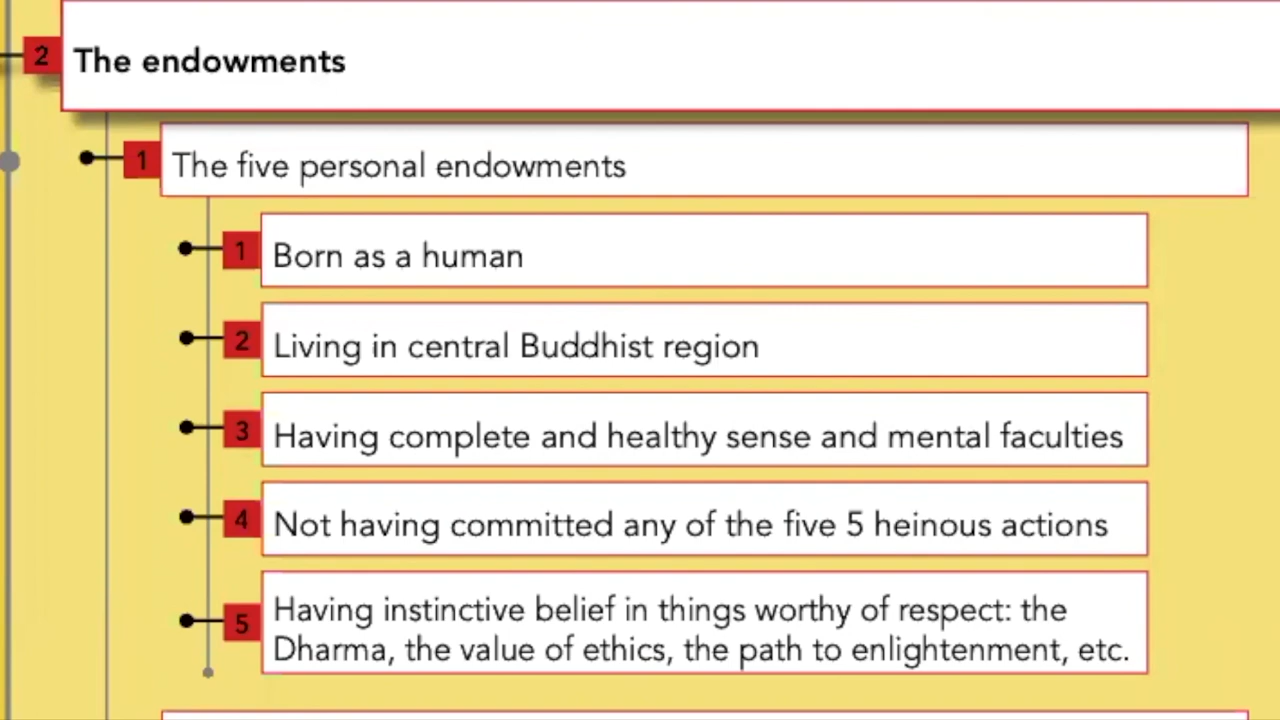 2 The endowments
1 The five personal endowments
1 Born as a human
2 Living in central Buddhist region
3 Having complete and healthy sense and mental faculties
4 Not having committed any of the five 5 heinous actions
5 Having instinctive belief in things worthy of respect: the
Dharma, the value of ethics, the path to enlightenment, etc.